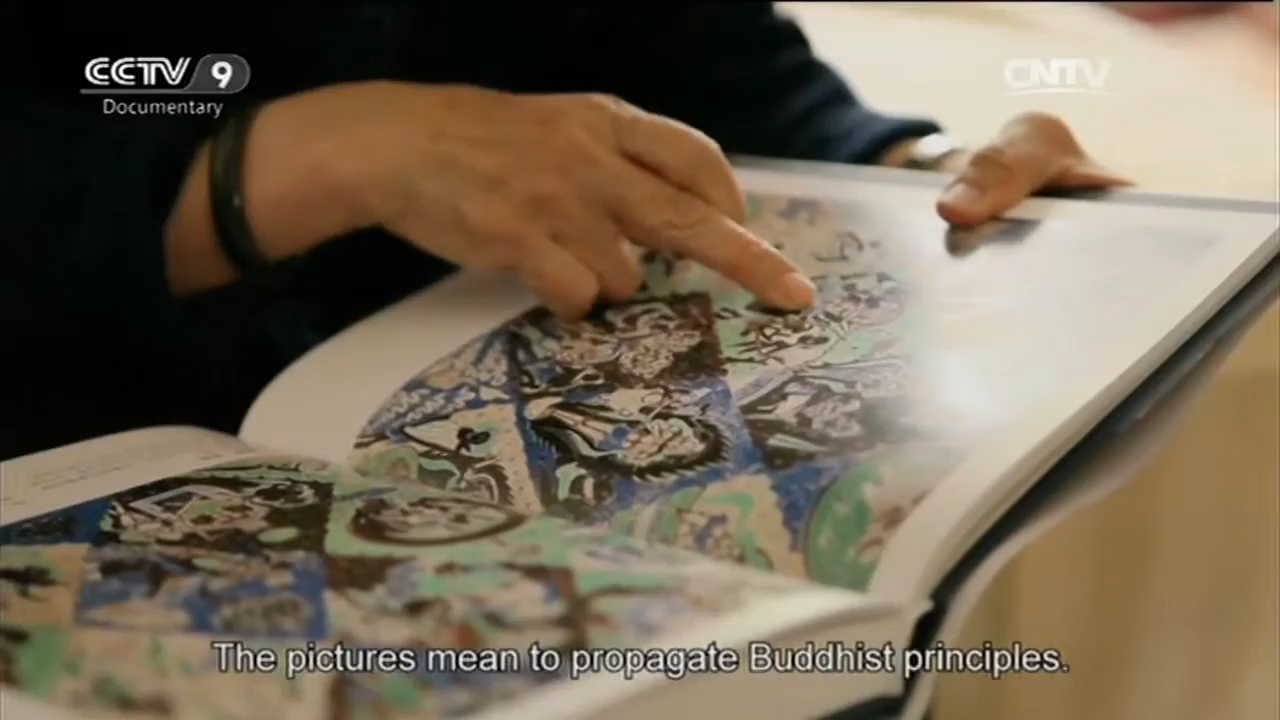 CCTV 9
Documentary
CNTV
The pictures mean to propagate Buddhist principles.